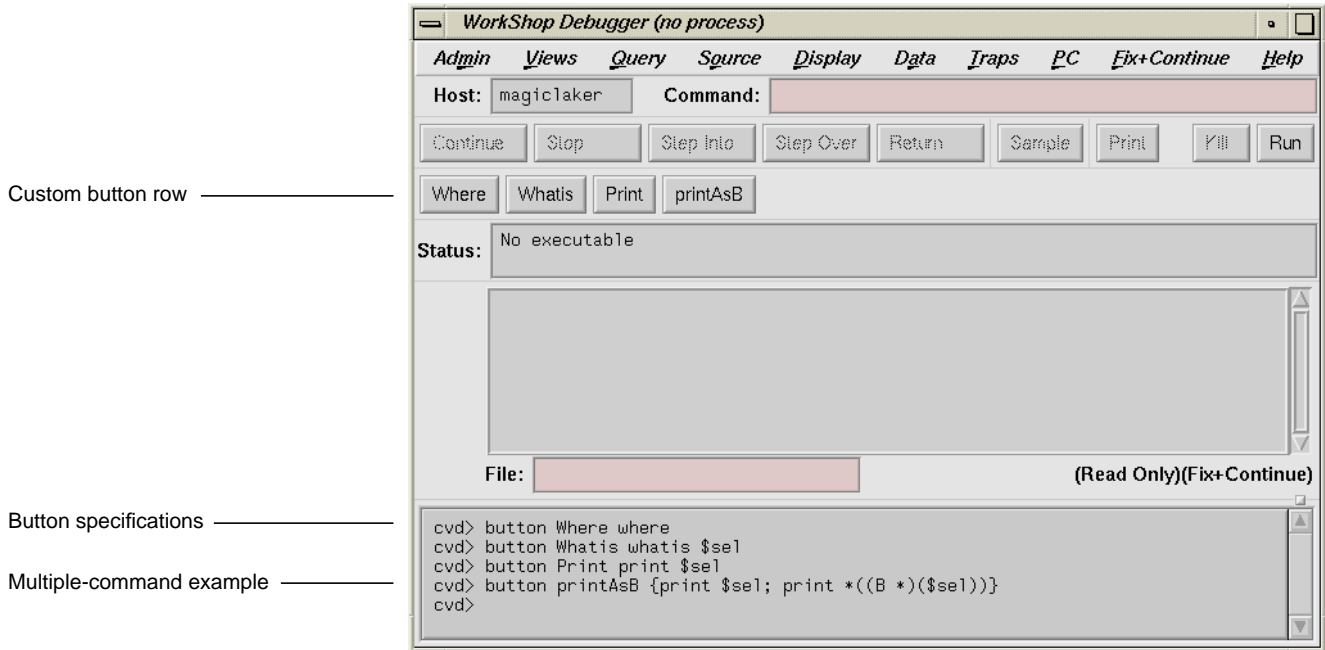 WorkShop Debugger (no process)
Admin Views Query Source Display Data Traps PC Fix+Continue Help
Host: magiclaker Command:
Continue Stop Step Into Step Over Return Sample Print Kill Run
Custom button row
Where Whatis Print printAsB
Status: No executable
File: (Read Only)(Fix+Continue)
Button specifications
cvd> button Where where
cvd> button Whatis whatis $sel
cvd> button Print print $sel
Multiple-command example
cvd> button printAsB {print $sel; print *((B *)($sel))}
cvd>